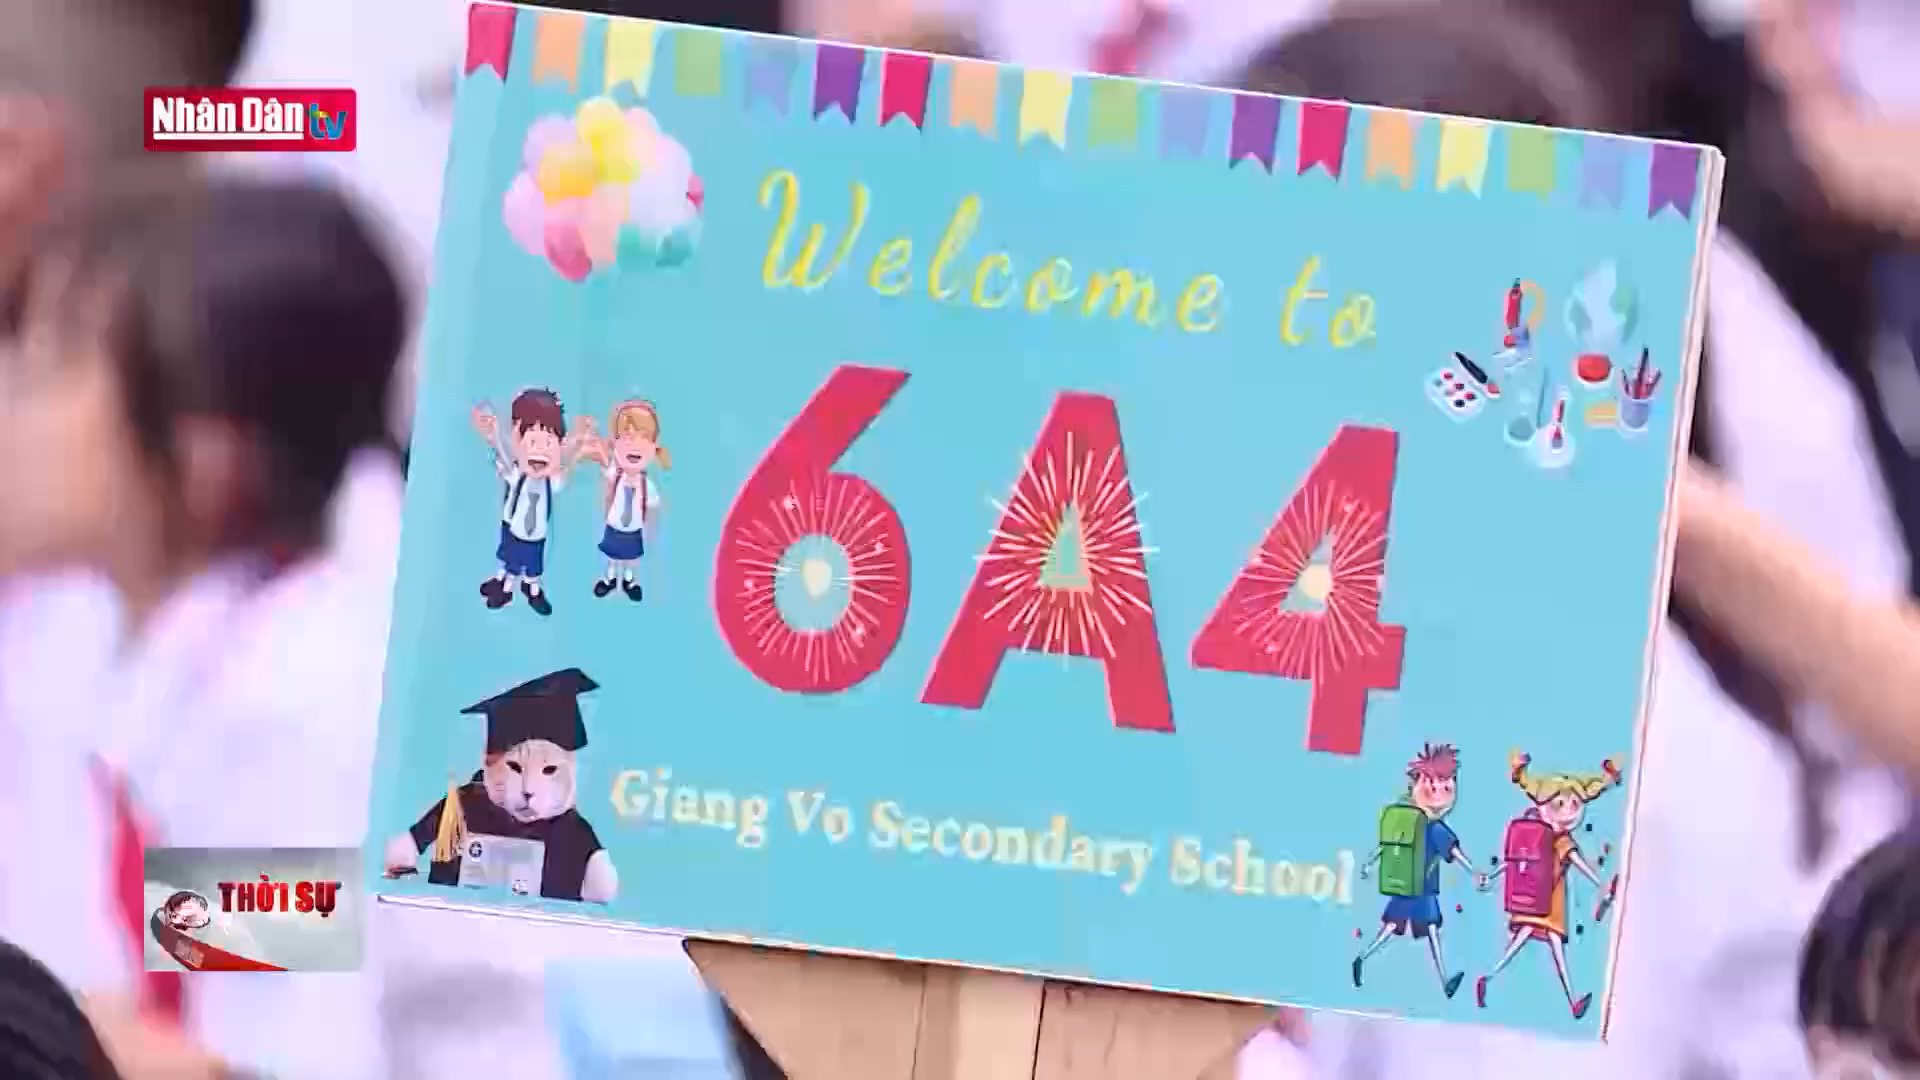 Nhân Dân tv
Welcome to
6A4
Giang Vo Secondary School
THỜI SỰ